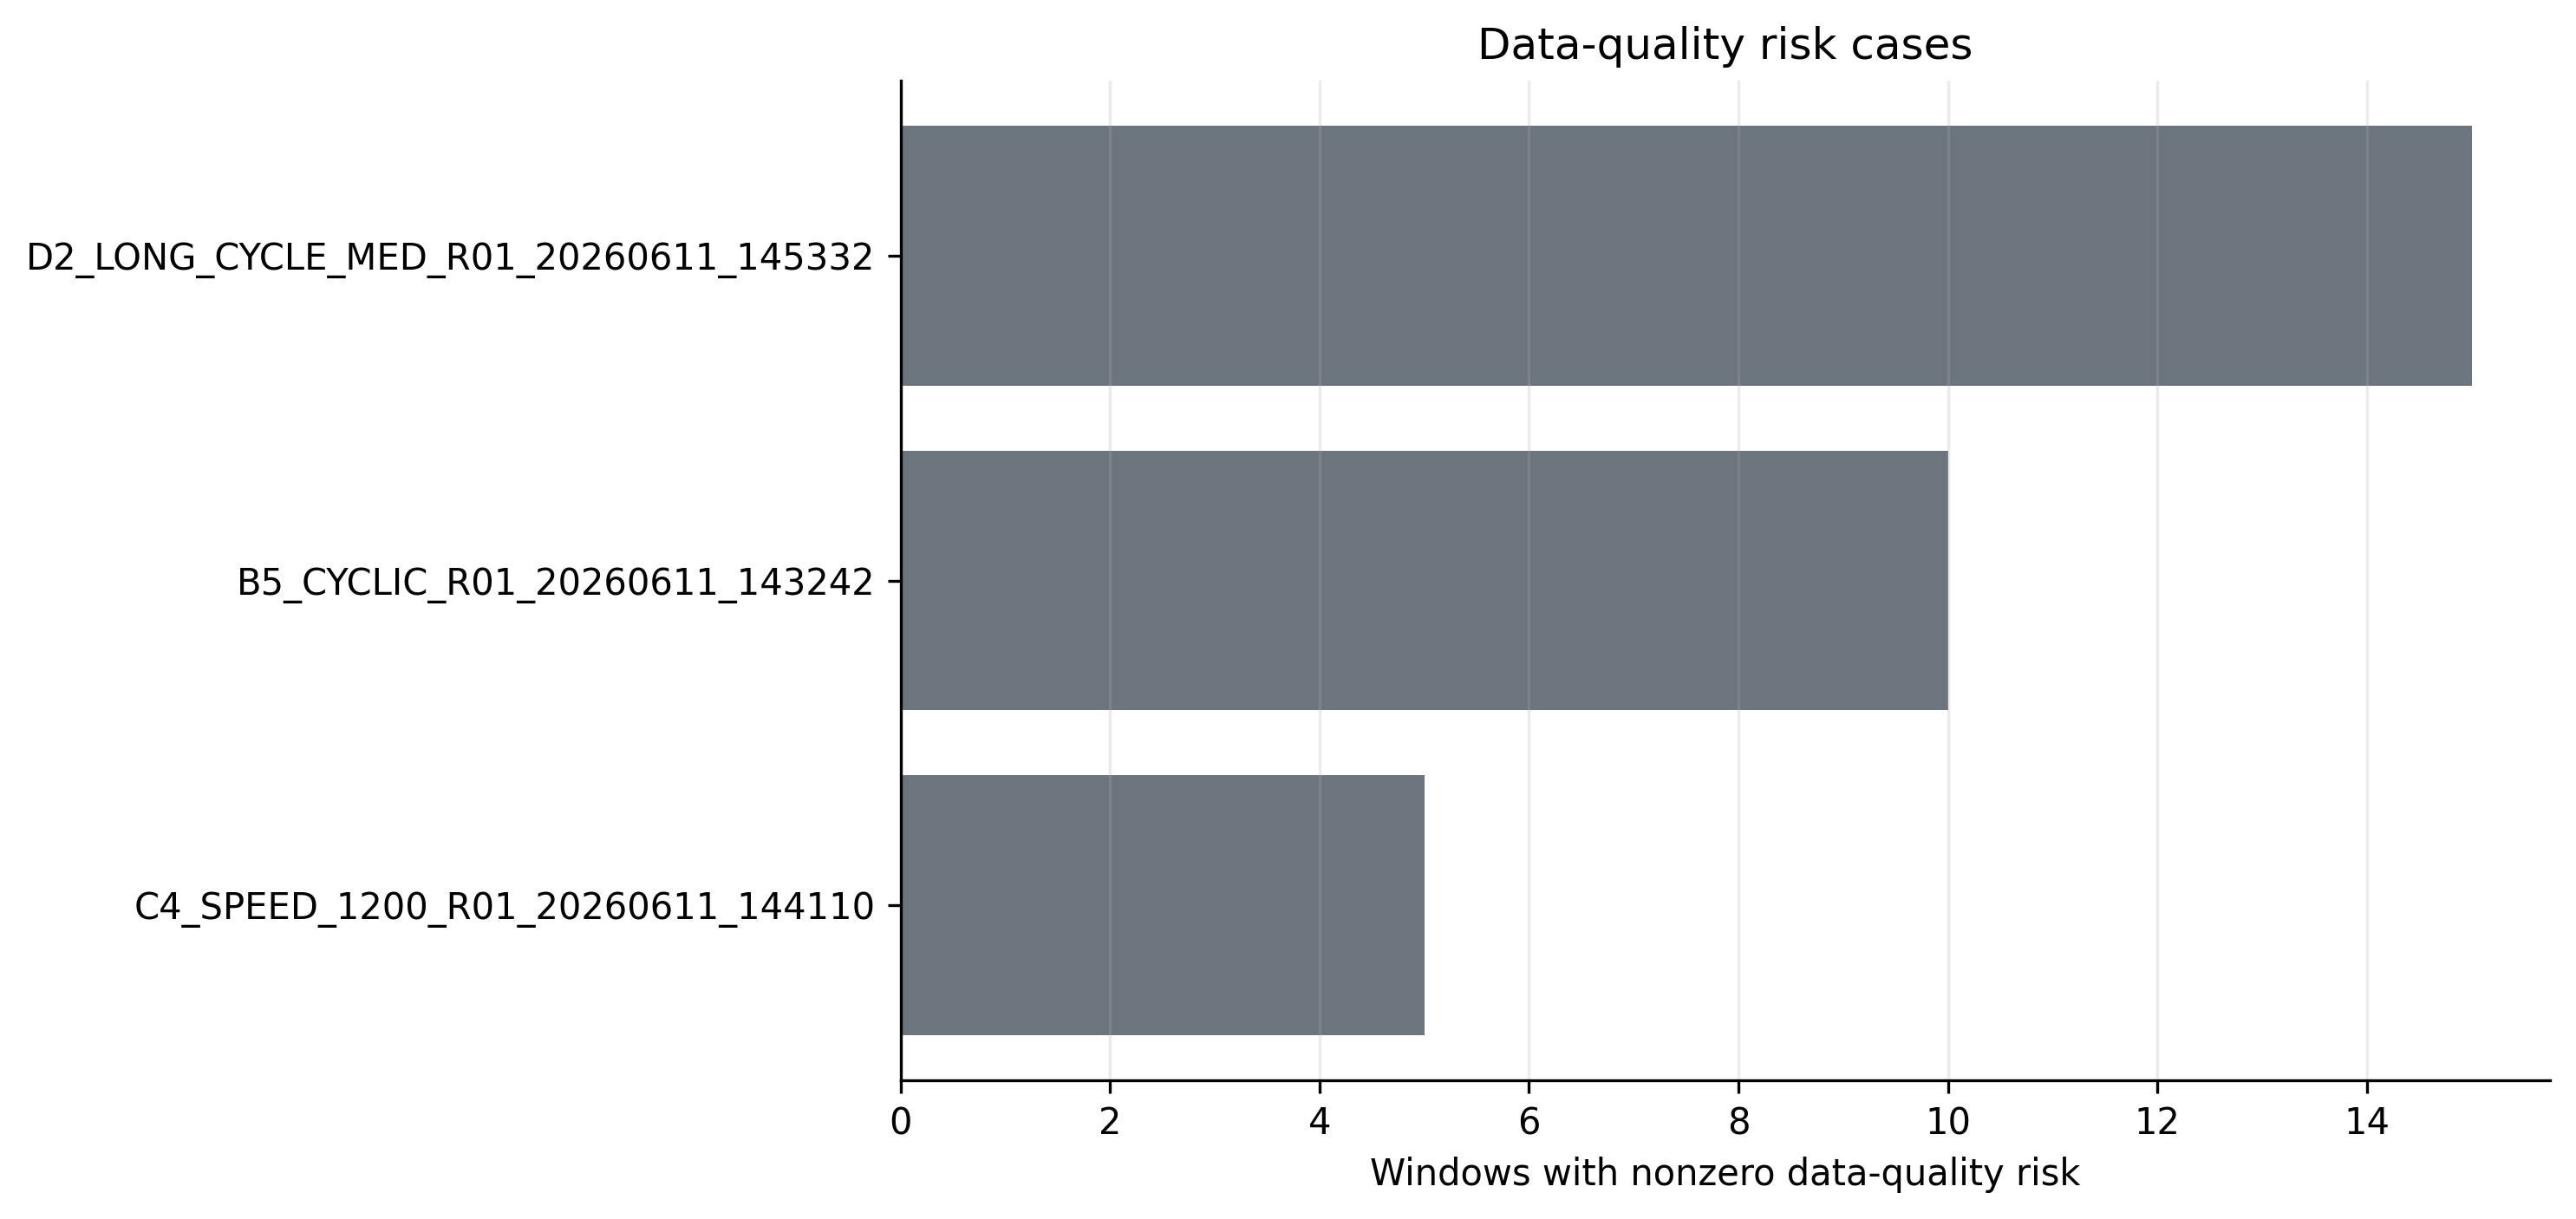 Data-quality risk cases
D2_LONG_CYCLE_MED_R01_20260611_145332
B5_CYCLIC_R01_20260611_143242
C4_SPEED_1200_R01_20260611_144110
0 2 4 6 8 10 12 14
Windows with nonzero data-quality risk